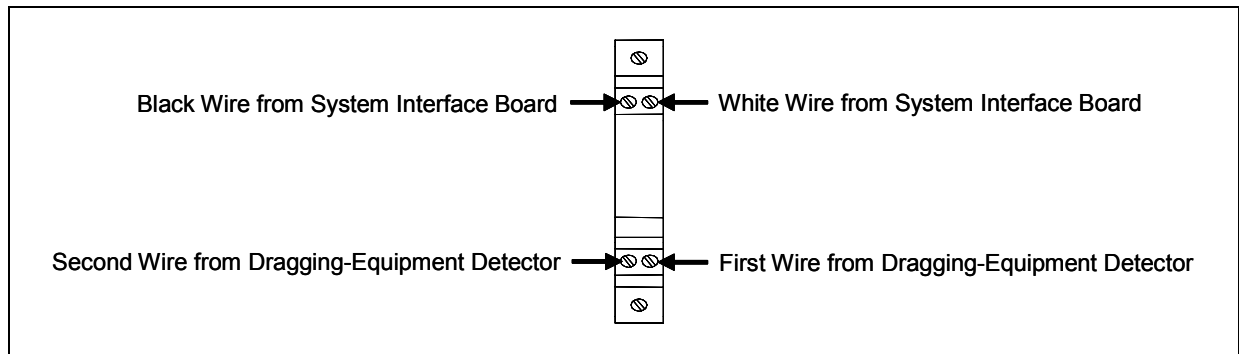 Black Wire from System Interface Board
White Wire from System Interface Board
Second Wire from Dragging-Equipment Detector
First Wire from Dragging-Equipment Detector